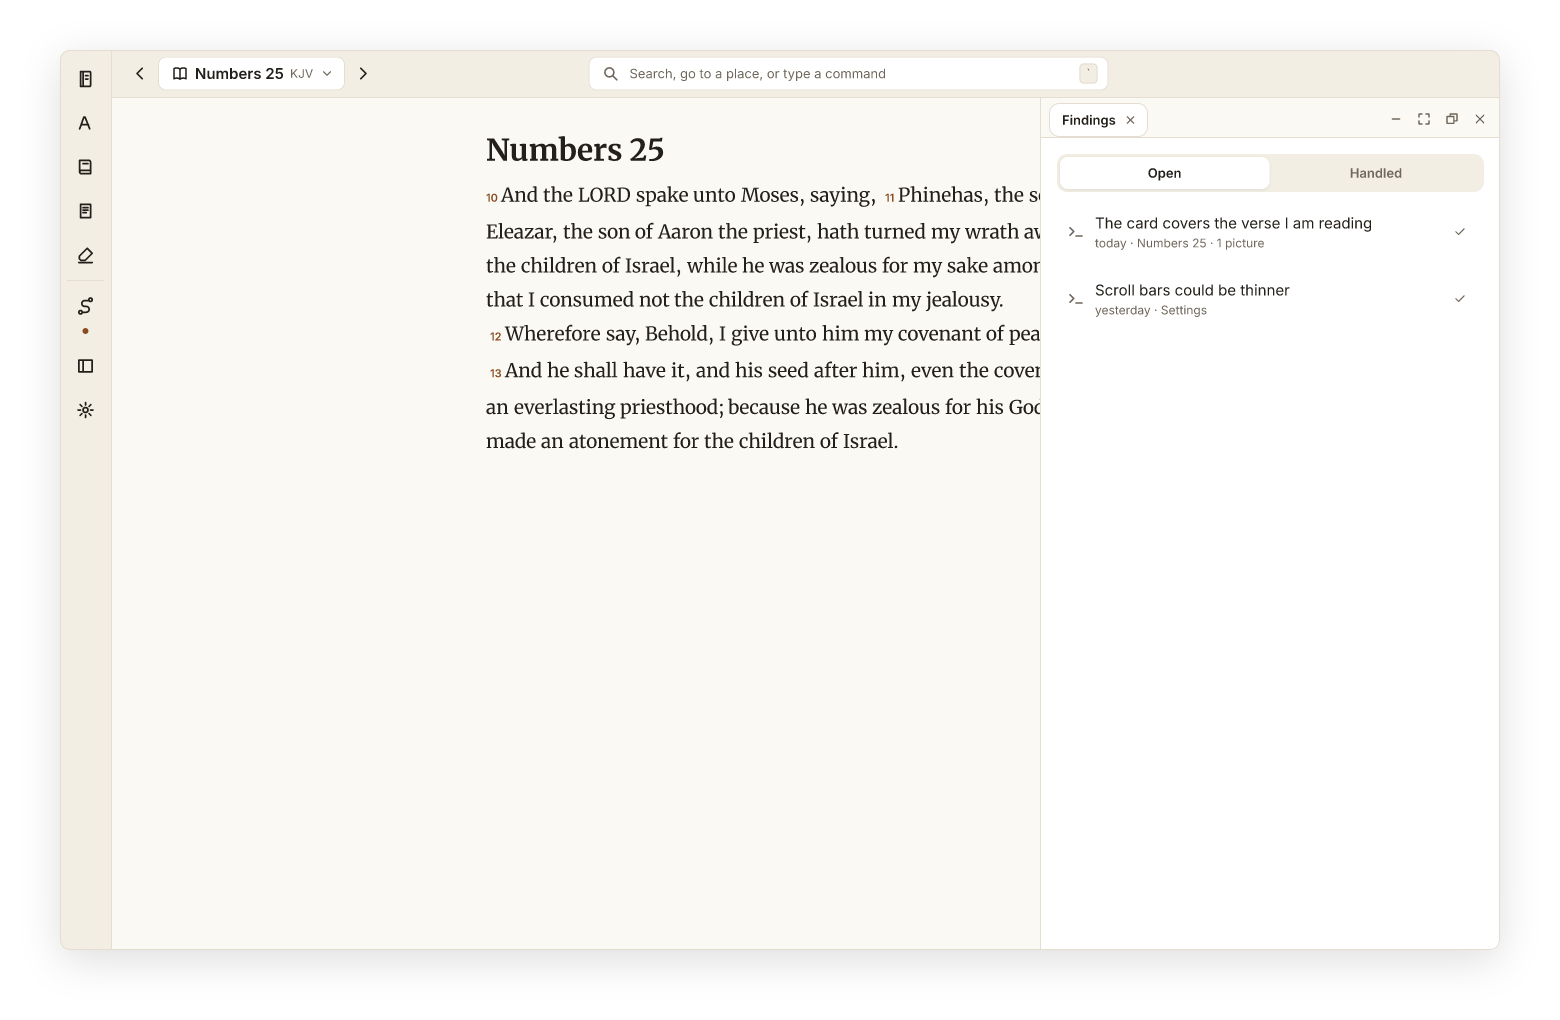 Numbers 25 KJV
Search, go to a place, or type a command
Numbers 25
10 And the LORD spake unto Moses, saying, 11 Phinehas, the
Eleazar, the son of Aaron the priest, hath turned my wrath
the children of Israel, while he was zealous for my sake
that I consumed not the children of Israel in my jealousy.
12 Wherefore say, Behold, I give unto him my covenant of
13 And he shall have it, and his seed after him, even the
an everlasting priesthood; because he was zealous for his
made an atonement for the children of Israel.
Findings
Open
Handled
The card covers the verse I am reading
today · Numbers 25 · 1 picture
Scroll bars could be thinner
yesterday · Settings